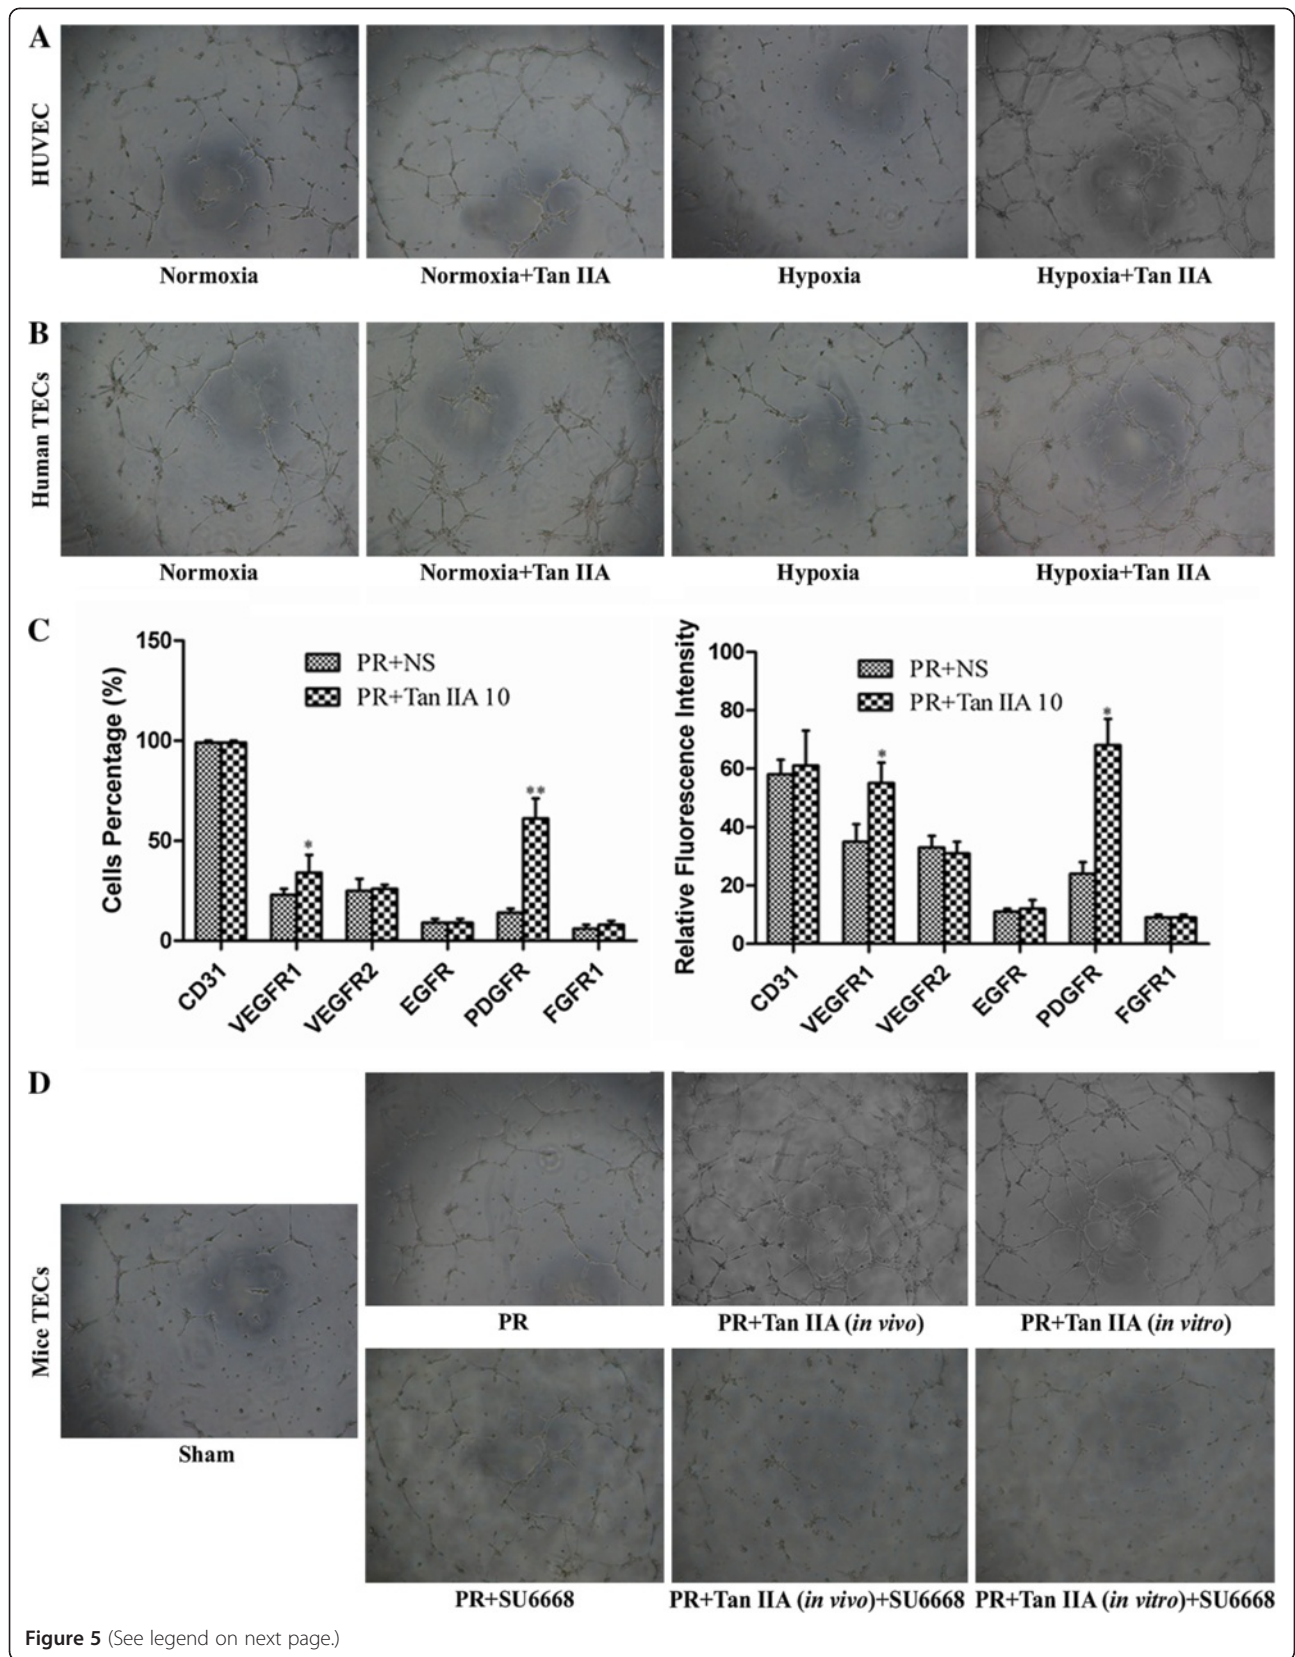 A
HUVEC
Normoxia
Normoxia+Tan IIA
Hypoxia
Hypoxia+Tan IIA
B
Human TECs
Normoxia
Normoxia+Tan IIA
Hypoxia
Hypoxia+Tan IIA
C
Cells Percentage (%)
150
100
50
0
PR+NS
PR+Tan IIA 10
*
**
CD31
VEGFR1
VEGFR2
EGFR
PDGFR
FGFR1
Relative Fluorescence Intensity
100
80
60
40
20
0
PR+NS
PR+Tan IIA 10
*
*
CD31
VEGFR1
VEGFR2
EGFR
PDGFR
FGFR1
D
Mice TECs
Sham
PR
PR+Tan IIA (in vivo)
PR+Tan IIA (in vitro)
PR+SU6668
PR+Tan IIA (in vivo)+SU6668
PR+Tan IIA (in vitro)+SU6668
Figure 5 (See legend on next page.)